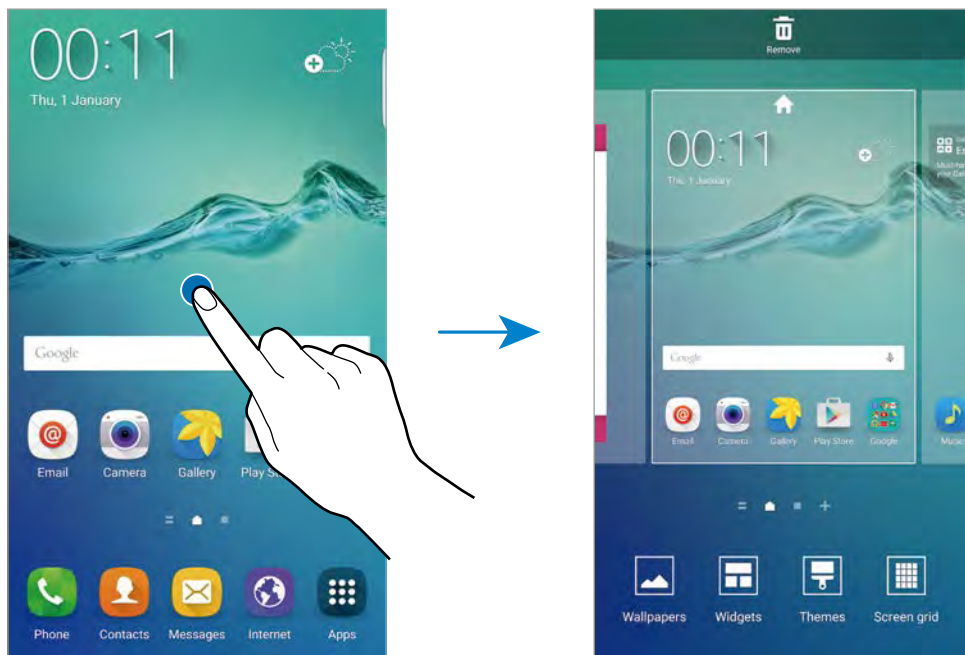 00:11
Thu, 1 January
Google
Email
Camera
Gallery
Play
Phone
Contacts
Messages
Internet
Apps
Remove
00:11
Thu, 1 January
Google
Email
Camera
Gallery
Play Store
Google
Music
Wallpapers
Widgets
Themes
Screen grid